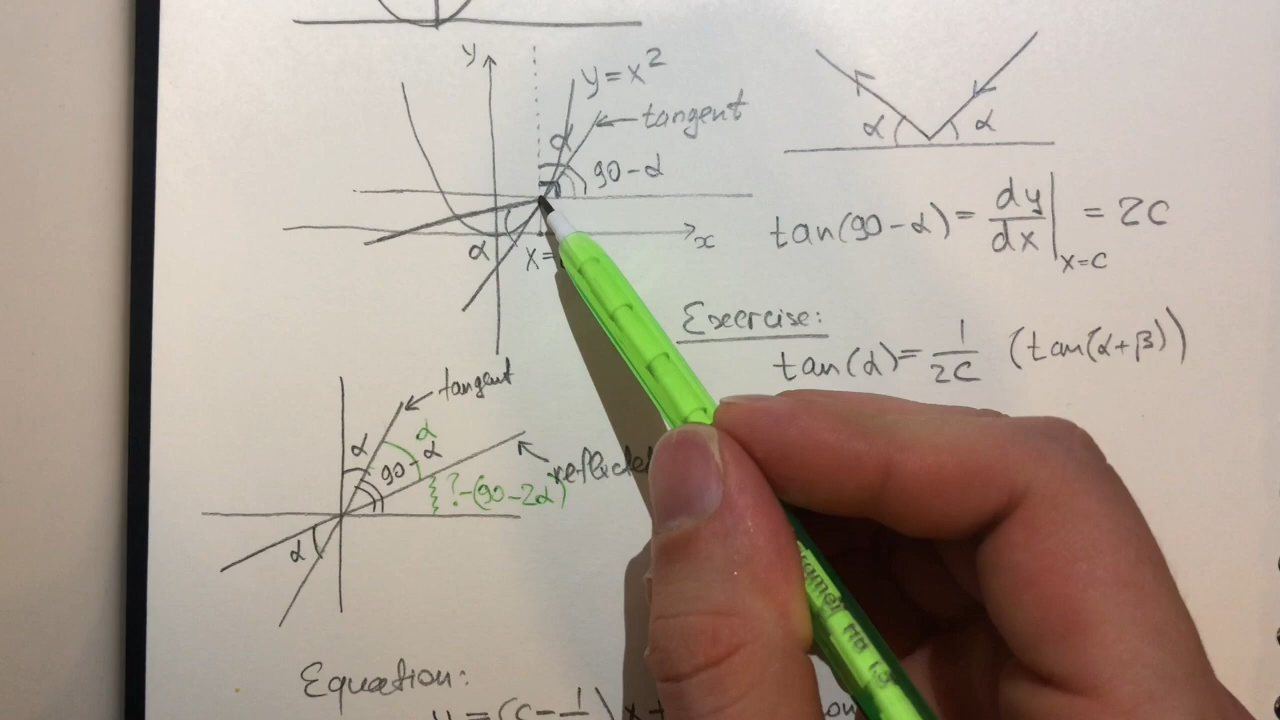 y
y=x²
tangent
α
90-α
x
α
x=
α
α
tan(90-α)= dy/dx | x=c = 2C
Exercise:
tan(α)= 1/2C (tan(α+β))
tangent
α
α
90-α
reflected
?-(90-2α)
α
Equation:
y=(c-